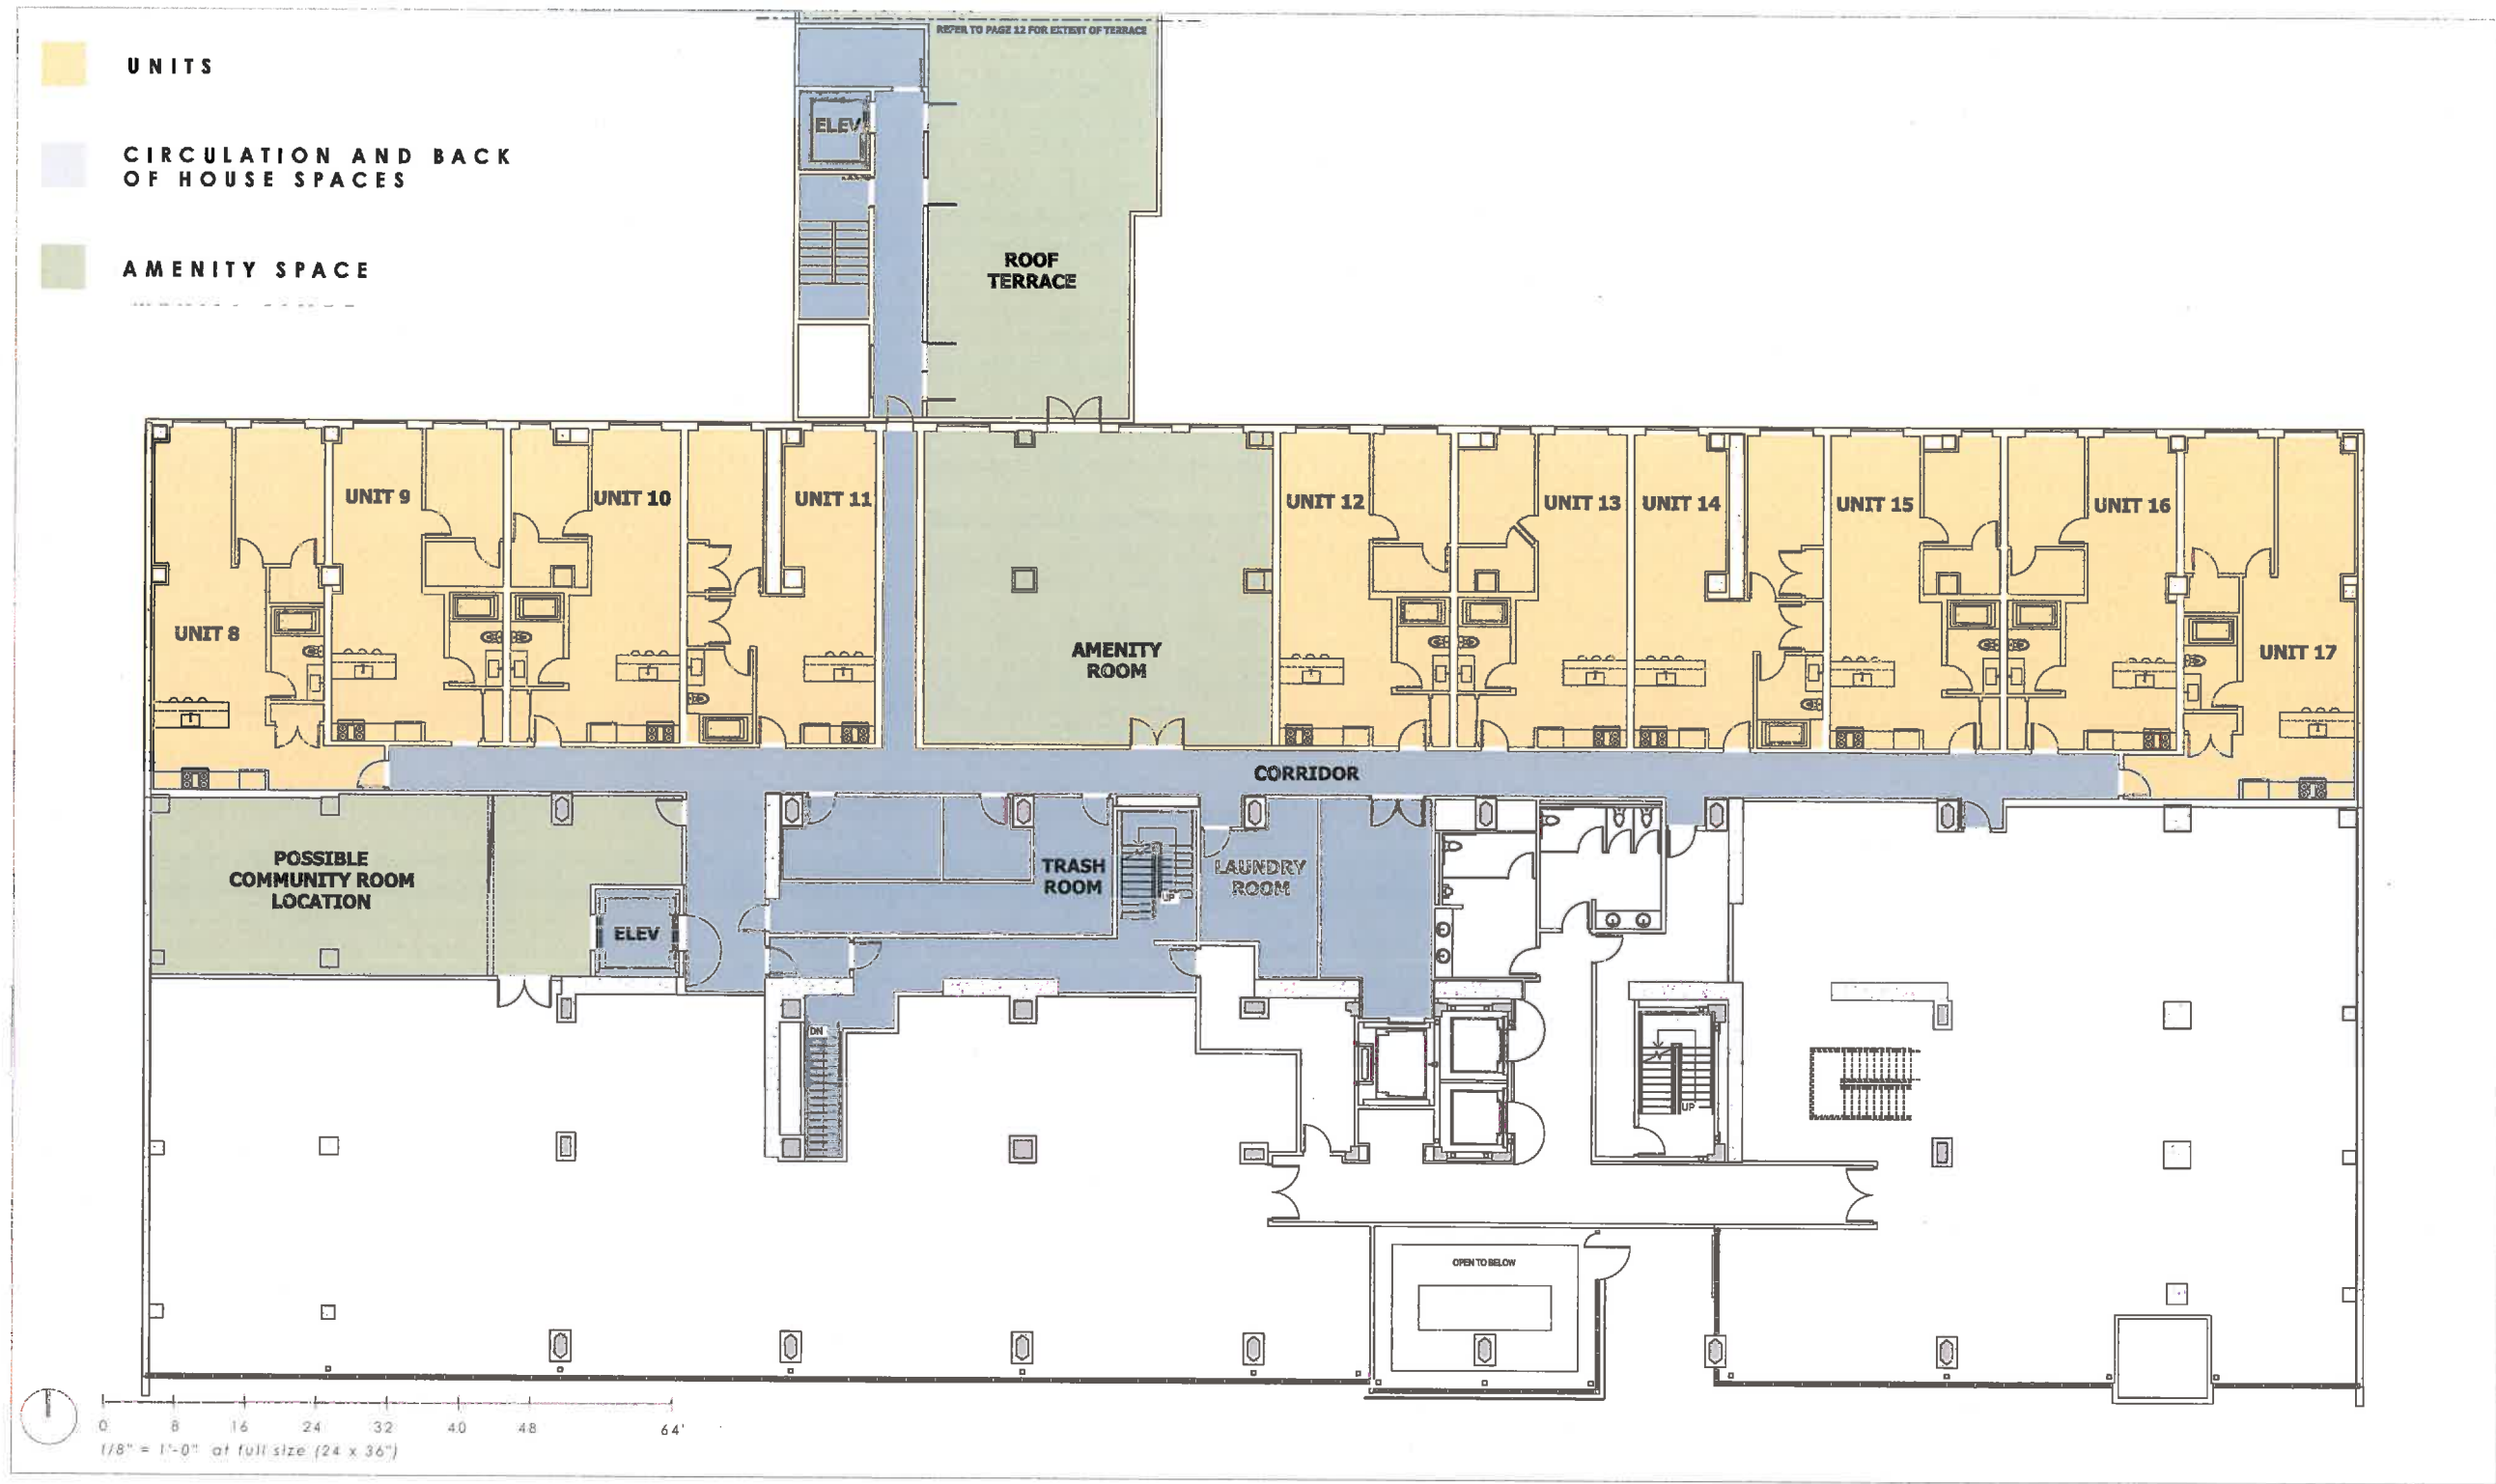 REFER TO PAGE 12 FOR EXTENT OF TERRACE
UNITS
CIRCULATION AND BACK
OF HOUSE SPACES
AMENITY SPACE
ELEV
ROOF
TERRACE
UNIT 8
UNIT 9
UNIT 10
UNIT 11
AMENITY
ROOM
UNIT 12
UNIT 13
UNIT 14
UNIT 15
UNIT 16
UNIT 17
CORRIDOR
POSSIBLE
COMMUNITY ROOM
LOCATION
ELEV
TRASH
ROOM
UP
LAUNDRY
ROOM
DN
UP
OPEN TO BELOW
0 8 16 24 32 40 48 64'
1/8" = 1'-0" at full size (24 x 36")